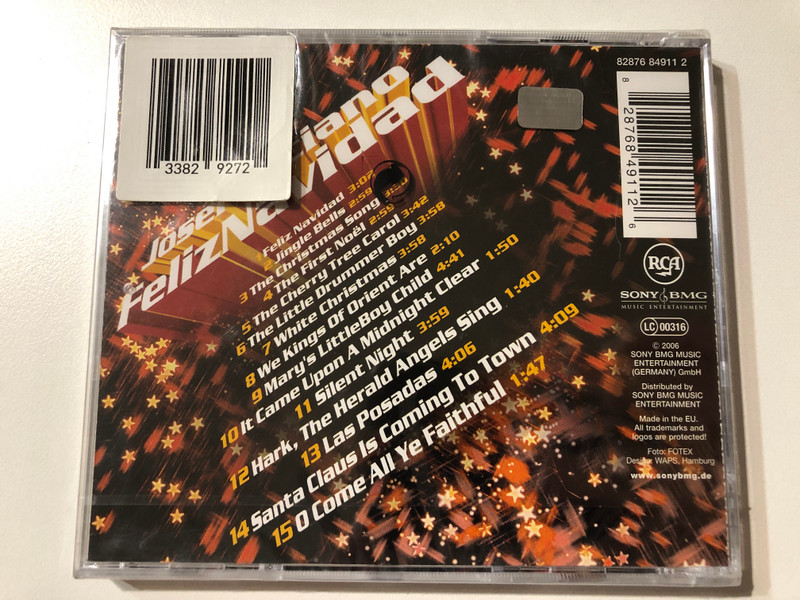 3382 9272
José iciano
Feliz Navidad
1 Feliz Navidad 3:02
2 Jingle Bells 2:59
3 The Christmas Song
4 The First Noël 2:59
5 The Cherry Tree Carol 3:42
6 The Little Drummer Boy 3:58
7 White Christmas 3:58
8 We Kings of Orient Are 2:10
9 Mary's LittleBoy Child 4:41
10 It Came Upon A Midnight Clear 1:50
11 Silent Night 3:59
12 Hark, The Herald Angels Sing 1:40
13 Las Posadas 4:06
14 Santa Claus Is Coming To Town 4:09
15 O Come All Ye Faithful 1:47
82876 84911 2
8 28768 49112 6
RCA
SONY BMG
MUSIC ENTERTAINMENT
LC 00316
© 2006
SONY BMG MUSIC
ENTERTAINMENT
(GERMANY) GmbH
Distributed by
SONY BMG MUSIC
ENTERTAINMENT
Made in the EU.
All trademarks and
logos are protected!
Foto: FOTEX
Design: WAPS, Hamburg
www.sonybmg.de